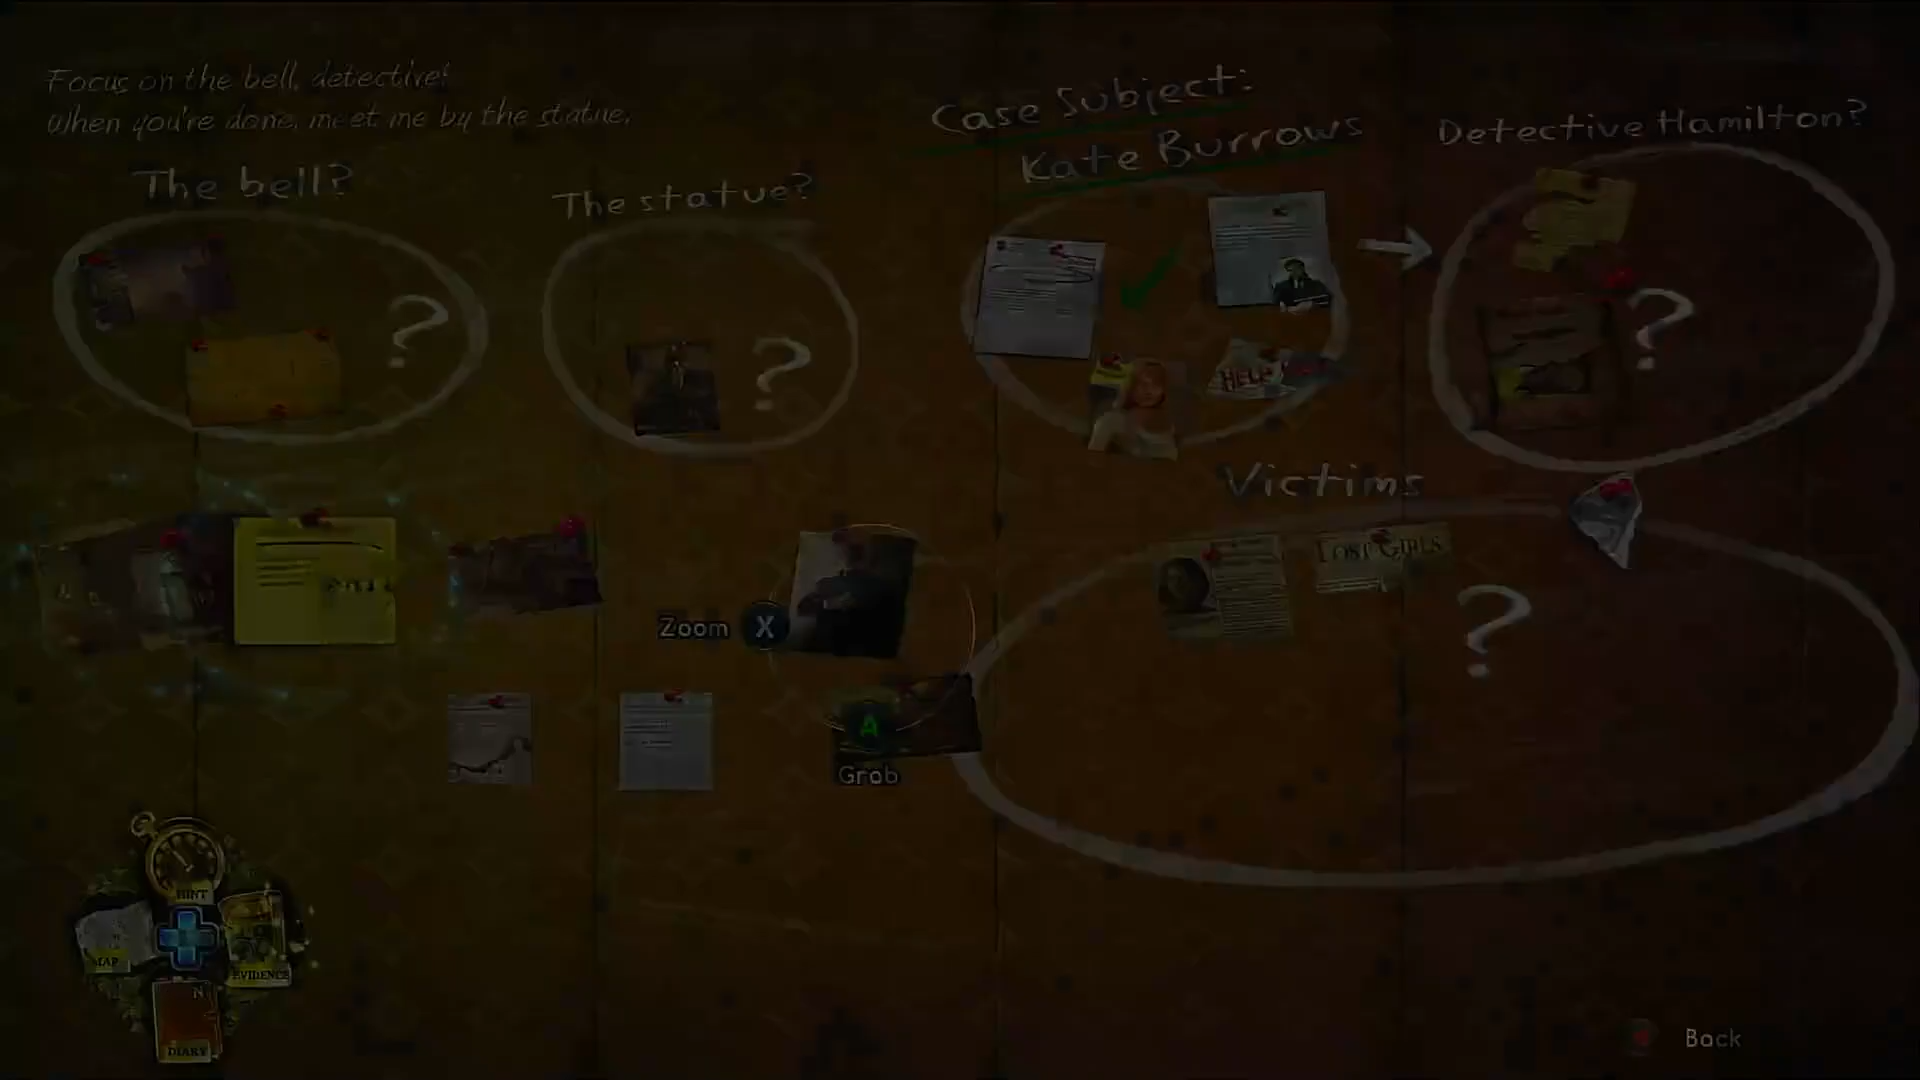 Focus on the bell, detective!
When you're done, meet me by the statue.
The bell?
The statue?
Case Subject:
Kate Burrows
Detective Hamilton?
?
?
HELP
?
Victims
LOST GIRLS
?
Zoom X
A
Grab
HINT
MAP
EVIDENCE
N
DIARY
Back